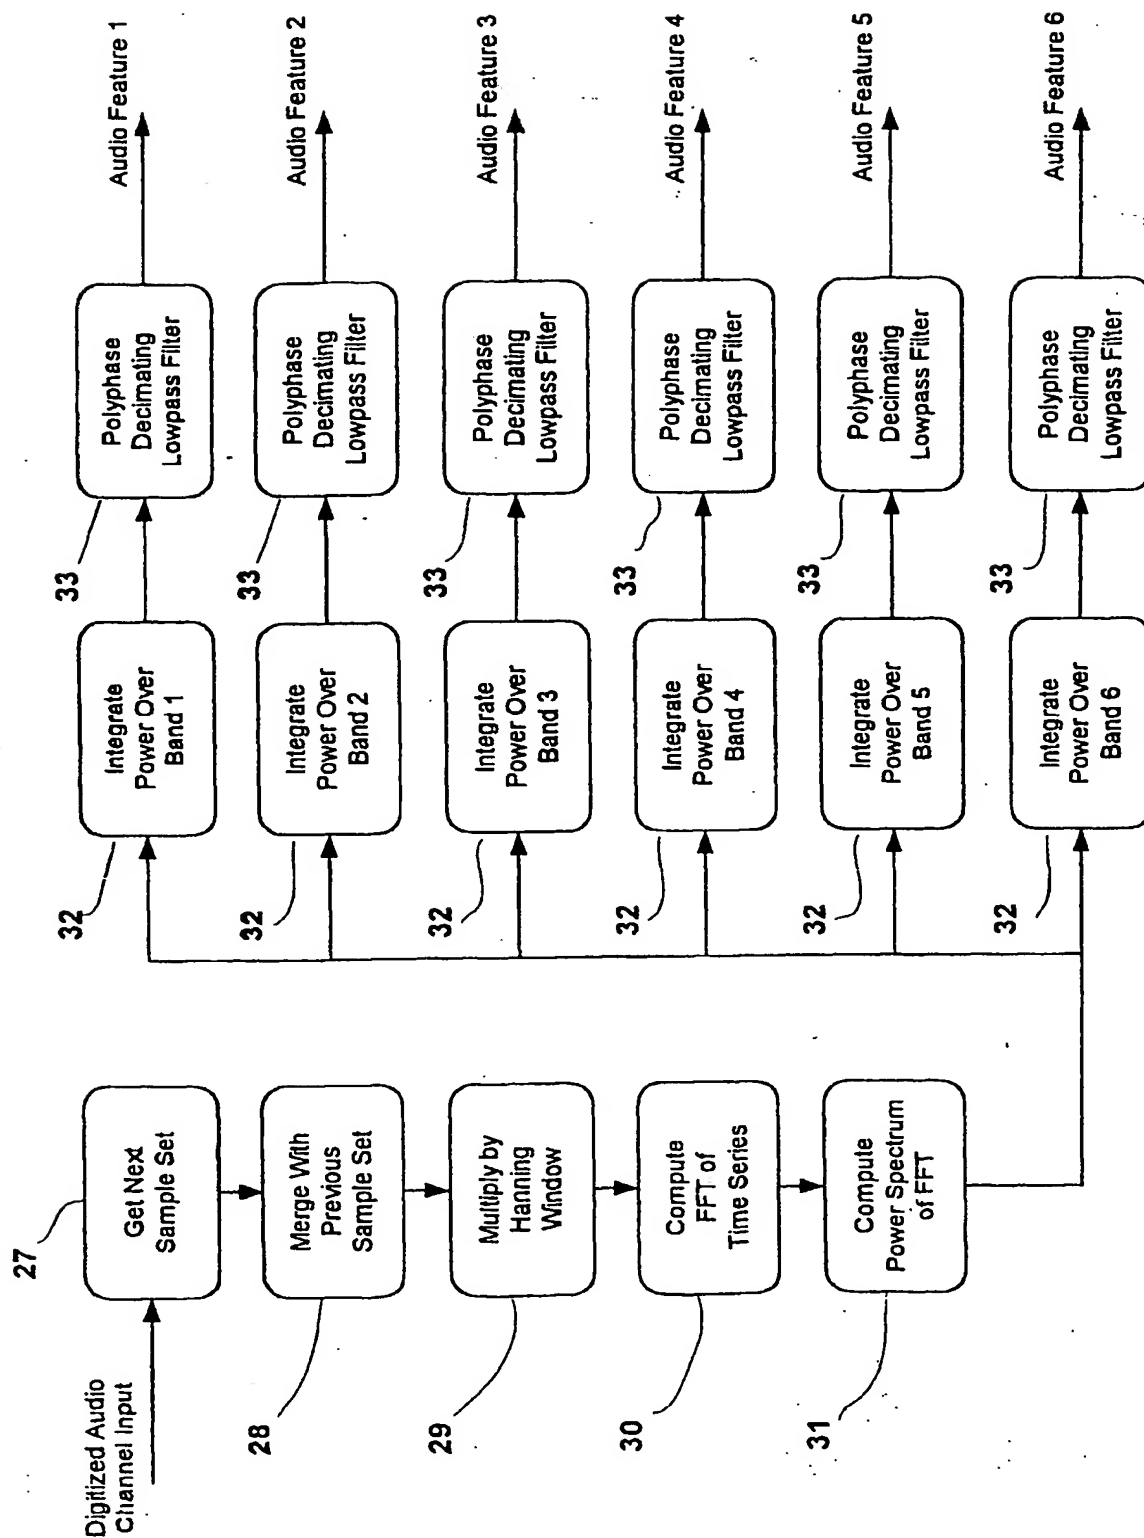 Digitized Audio
Channel Input
27
Get Next
Sample Set
28
Merge With
Previous
Sample Set
29
Multiply by
Hanning
Window
30
Compute
FFT of
Time Series
31
Compute
Power Spectrum
of FFT
32
Integrate
Power Over
Band 1
33
Polyphase
Decimating
Lowpass Filter
Audio Feature 1
32
Integrate
Power Over
Band 2
33
Polyphase
Decimating
Lowpass Filter
Audio Feature 2
32
Integrate
Power Over
Band 3
33
Polyphase
Decimating
Lowpass Filter
Audio Feature 3
32
Integrate
Power Over
Band 4
33
Polyphase
Decimating
Lowpass Filter
Audio Feature 4
32
Integrate
Power Over
Band 5
33
Polyphase
Decimating
Lowpass Filter
Audio Feature 5
32
Integrate
Power Over
Band 6
33
Polyphase
Decimating
Lowpass Filter
Audio Feature 6